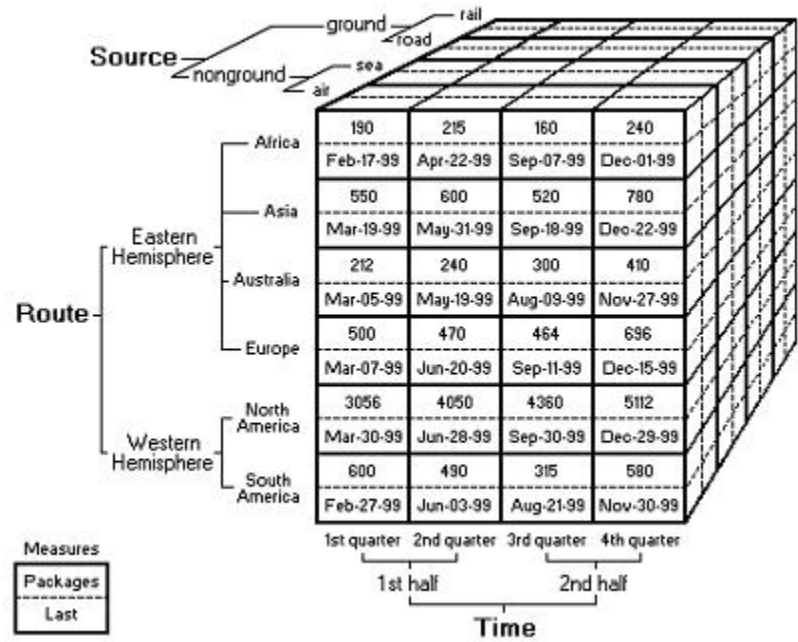 rail
ground
road
Source
sea
nonground
air
190 215 160 240
Africa
Feb-17-99 Apr-22-99 Sep-07-99 Dec-01-99
550 600 520 780
Asia
Mar-19-99 May-31-99 Sep-18-99 Dec-22-99
Eastern
Hemisphere
212 240 300 410
Australia
Mar-05-99 May-19-99 Aug-09-99 Nov-27-99
Route
500 470 464 696
Europe
Mar-07-99 Jun-20-99 Sep-11-99 Dec-15-99
3056 4050 4360 5112
North
America
Mar-30-99 Jun-28-99 Sep-30-99 Dec-29-99
Western
Hemisphere
600 490 315 580
South
America
Feb-27-99 Jun-03-99 Aug-21-99 Nov-30-99
1st quarter 2nd quarter 3rd quarter 4th quarter
Measures
Packages
Last
1st half 2nd half
Time